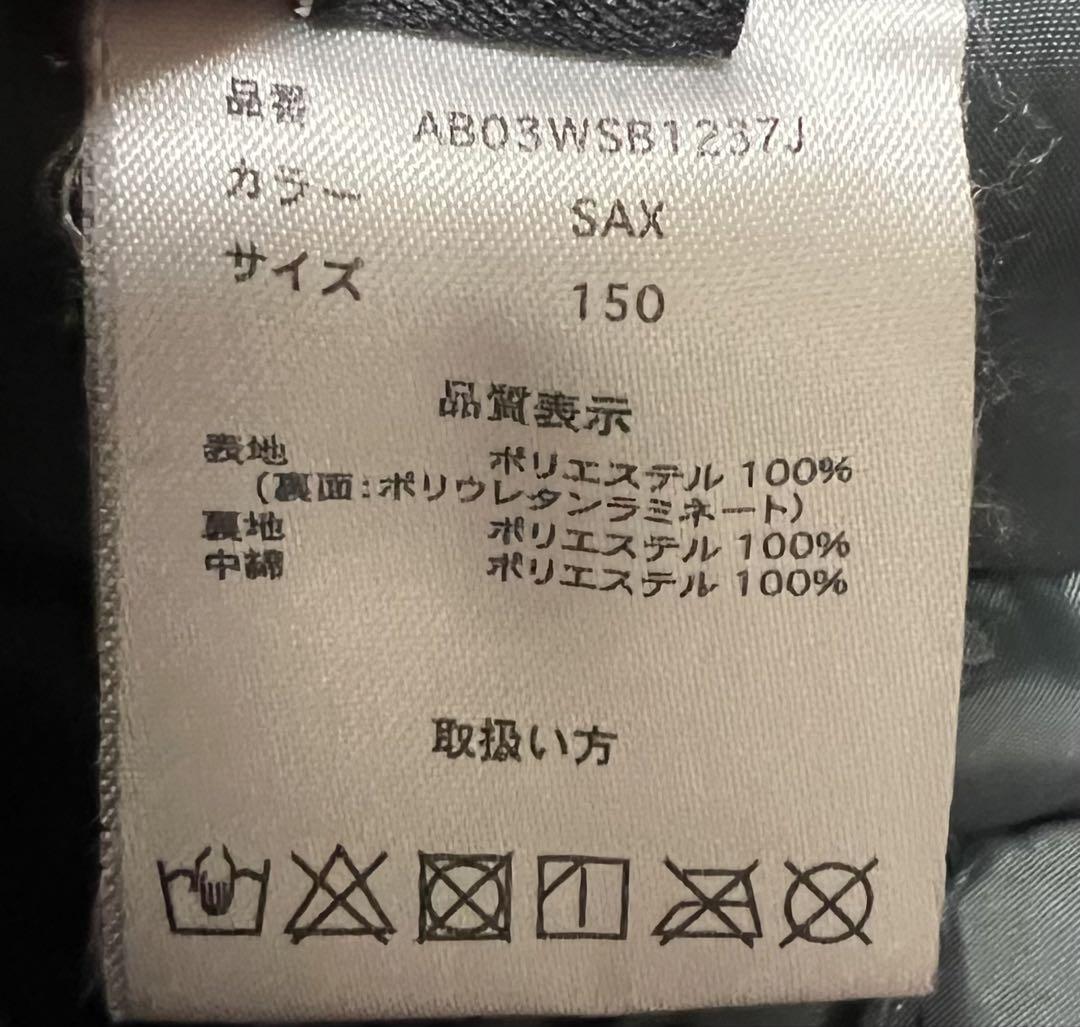 品番 AB03WSB1237J
カラー SAX
サイズ 150
品質表示
表地 ポリエステル 100%
(裏面:ポリウレタンラミネート)
裏地 ポリエステル 100%
中綿 ポリエステル 100%
取扱い方